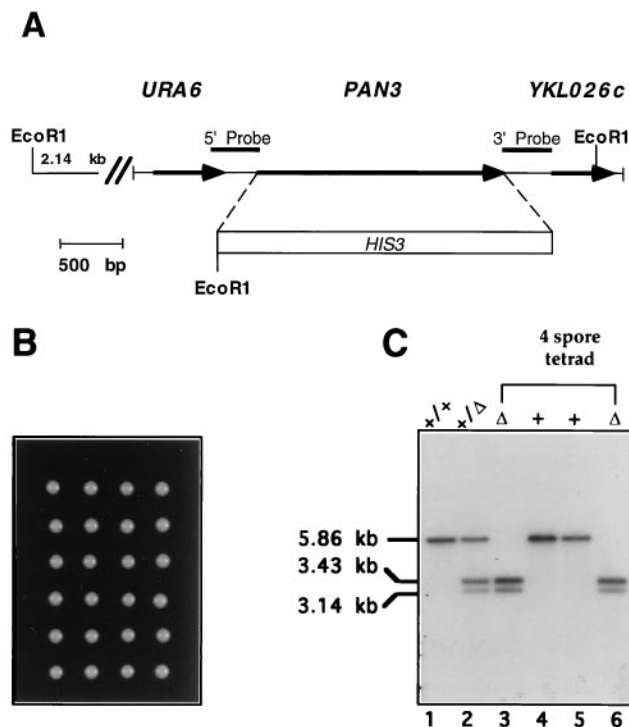 A
URA6 PAN3 YKL026c
5' Probe 3' Probe EcoR1
EcoR1
2.14 kb
HIS3
500 bp
EcoR1
B C
4 spore
tetrad
+/+ +/Δ Δ + + Δ
5.86 kb
3.43 kb
3.14 kb
1 2 3 4 5 6